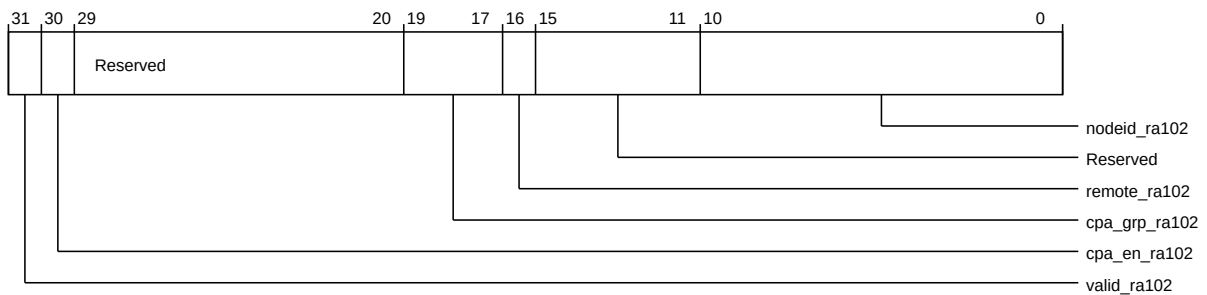 31 30 29 20 19 17 16 15 11 10 0
Reserved
nodeid_ra102
Reserved
remote_ra102
cpa_grp_ra102
cpa_en_ra102
valid_ra102